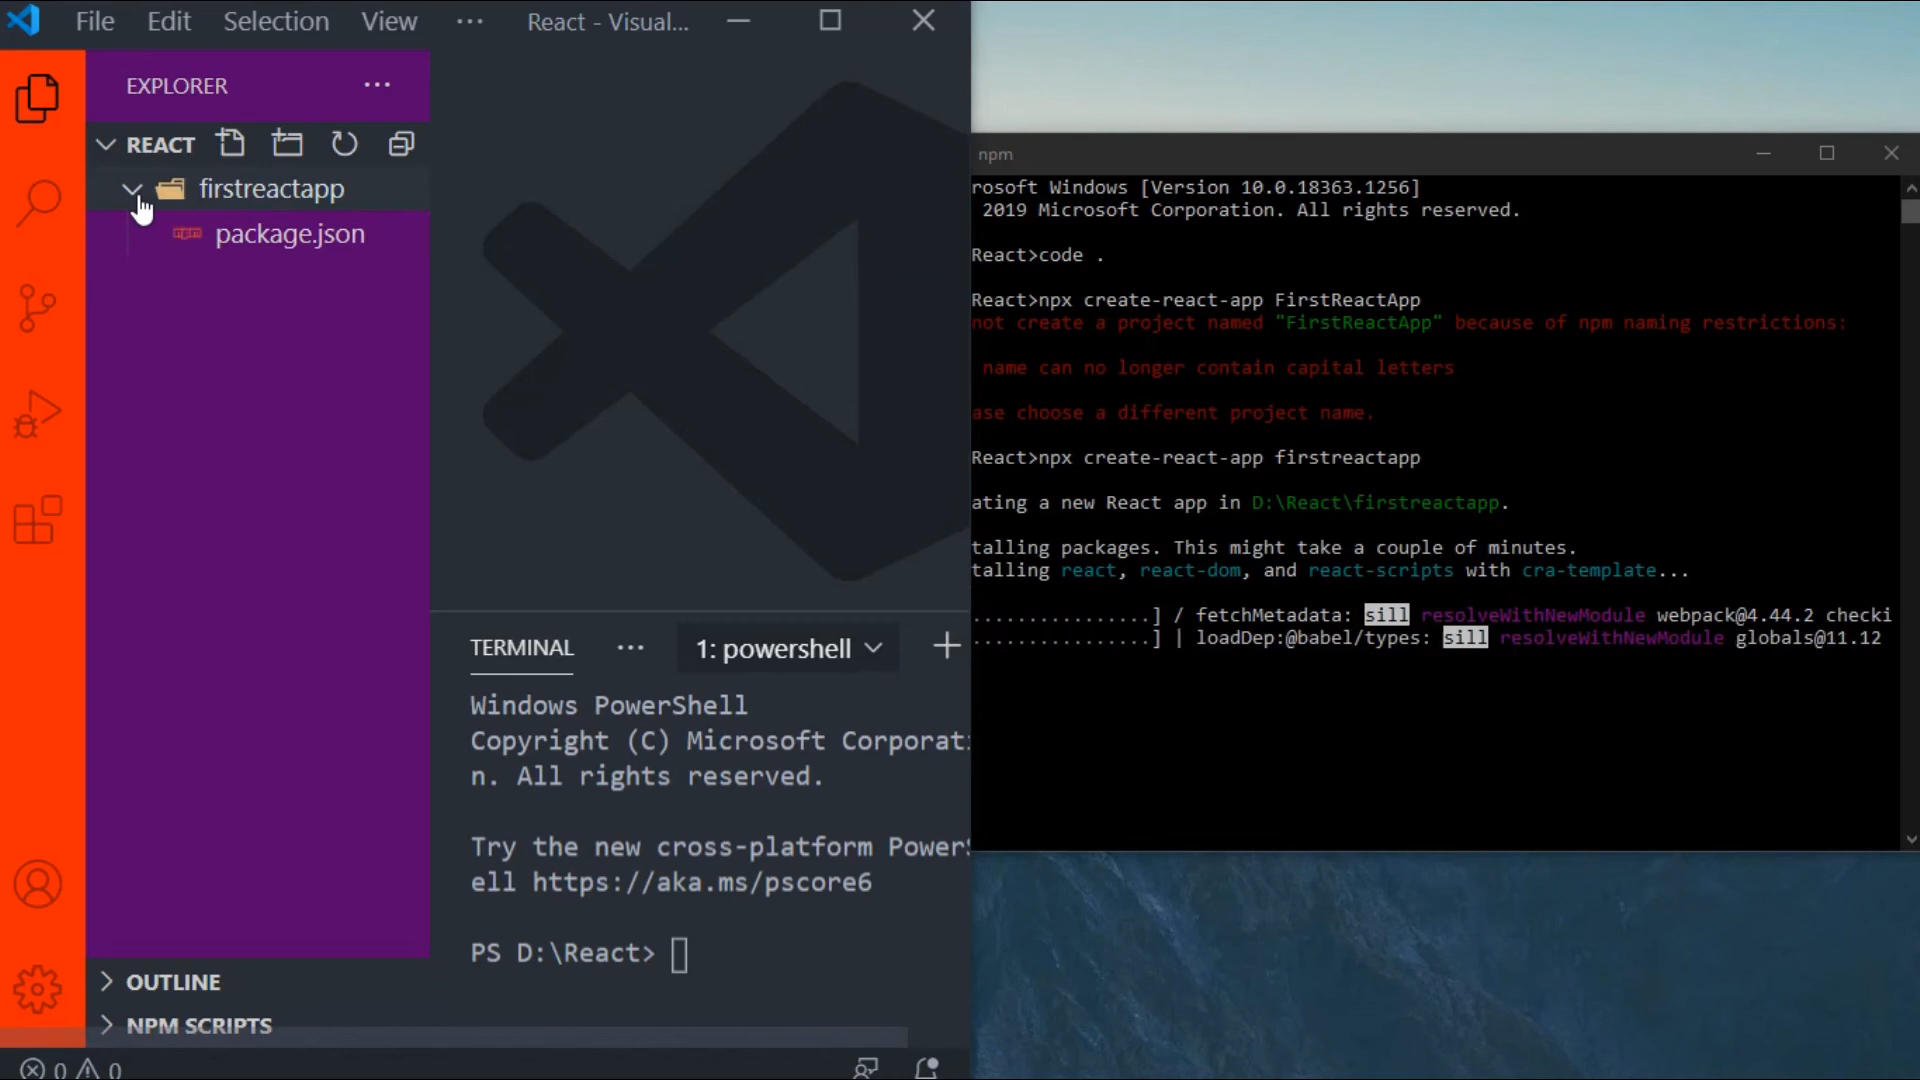 File Edit Selection View ··· React - Visual...
EXPLORER ···
REACT
firstreactapp
package.json
OUTLINE
NPM SCRIPTS
0 0
TERMINAL ··· 1: powershell
Windows PowerShell
Copyright (C) Microsoft Corporati
n. All rights reserved.
Try the new cross-platform PowerS
ell https://aka.ms/pscore6
PS D:\React>
npm
rosoft Windows [Version 10.0.18363.1256]
2019 Microsoft Corporation. All rights reserved.
React>code .
React>npx create-react-app FirstReactApp
not create a project named "FirstReactApp" because of npm naming restrictions:
name can no longer contain capital letters
ase choose a different project name.
React>npx create-react-app firstreactapp
ating a new React app in D:\React\firstreactapp.
talling packages. This might take a couple of minutes.
talling react, react-dom, and react-scripts with cra-template...
................] / fetchMetadata: sill resolveWithNewModule webpack@4.44.2 checki
................] | loadDep:@babel/types: sill resolveWithNewModule globals@11.12